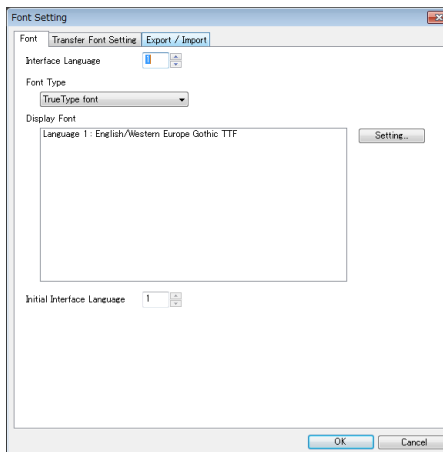 Font Setting
Font
Transfer Font Setting
Export / Import
Interface Language
1
Font Type
TrueType font
Display Font
Language 1 : English/Western Europe Gothic TTF
Setting...
Initial Interface Language
1
OK
Cancel